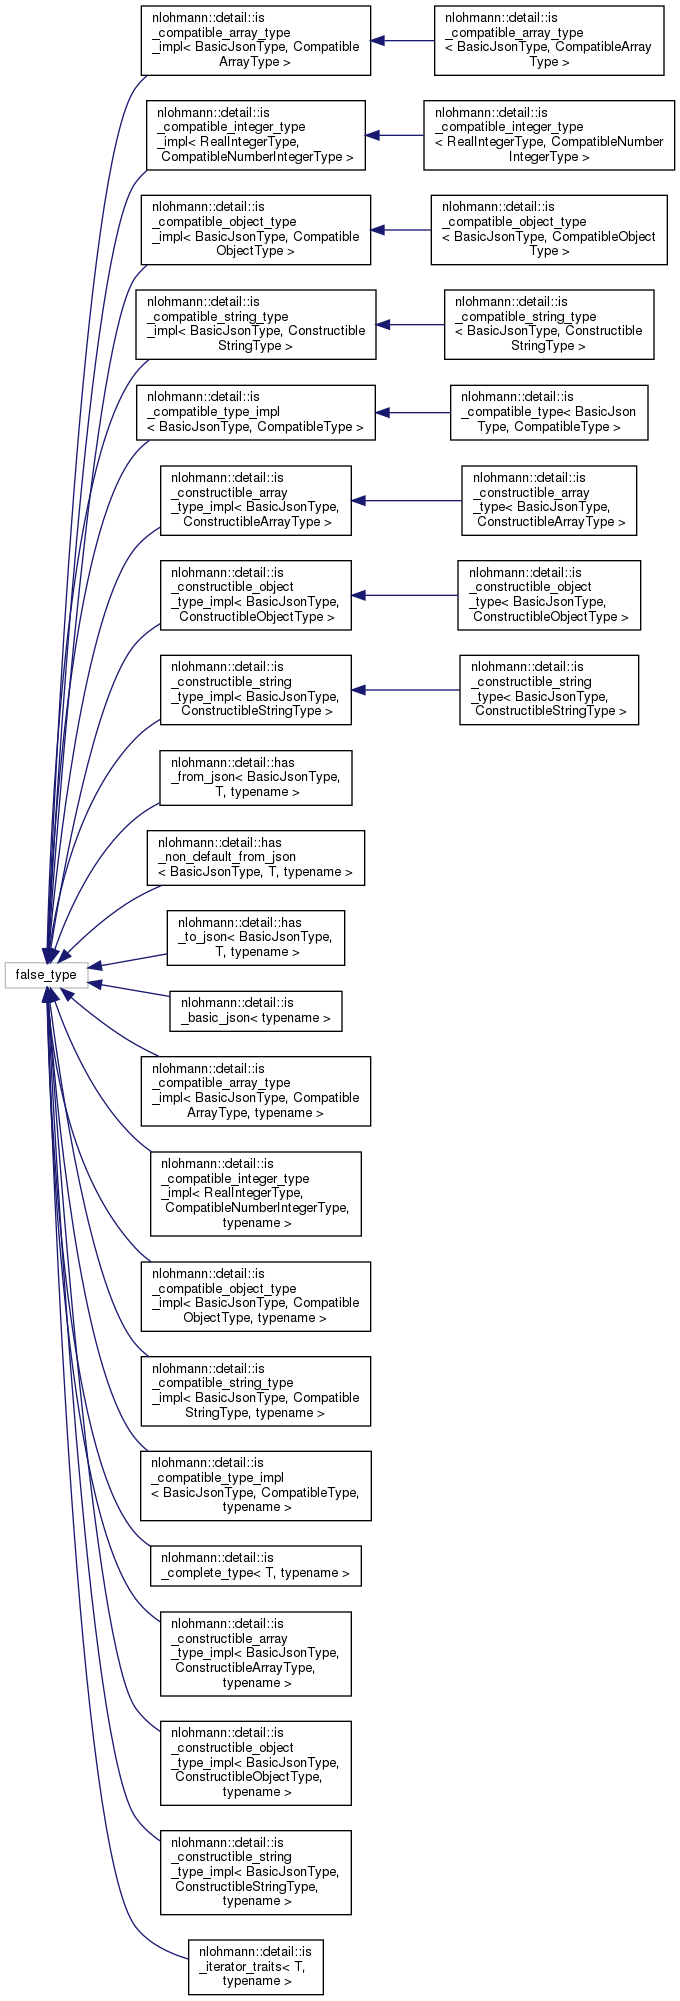 nlohmann::detail::is
_compatible_array_type
_impl< BasicJsonType, Compatible
ArrayType >
nlohmann::detail::is
_compatible_array_type
< BasicJsonType, CompatibleArray
Type >
nlohmann::detail::is
_compatible_integer_type
_impl< RealIntegerType,
CompatibleNumberIntegerType >
nlohmann::detail::is
_compatible_integer_type
< RealIntegerType, CompatibleNumber
IntegerType >
nlohmann::detail::is
_compatible_object_type
_impl< BasicJsonType, Compatible
ObjectType >
nlohmann::detail::is
_compatible_object_type
< BasicJsonType, CompatibleObject
Type >
nlohmann::detail::is
_compatible_string_type
_impl< BasicJsonType, Constructible
StringType >
nlohmann::detail::is
_compatible_string_type
< BasicJsonType, Constructible
StringType >
nlohmann::detail::is
_compatible_type_impl
< BasicJsonType, CompatibleType >
nlohmann::detail::is
_compatible_type< BasicJson
Type, CompatibleType >
nlohmann::detail::is
_constructible_array
_type_impl< BasicJsonType,
ConstructibleArrayType >
nlohmann::detail::is
_constructible_array
_type< BasicJsonType,
ConstructibleArrayType >
nlohmann::detail::is
_constructible_object
_type_impl< BasicJsonType,
ConstructibleObjectType >
nlohmann::detail::is
_constructible_object
_type< BasicJsonType,
ConstructibleObjectType >
nlohmann::detail::is
_constructible_string
_type_impl< BasicJsonType,
ConstructibleStringType >
nlohmann::detail::is
_constructible_string
_type< BasicJsonType,
ConstructibleStringType >
nlohmann::detail::has
_from_json< BasicJsonType,
T, typename >
nlohmann::detail::has
_non_default_from_json
< BasicJsonType, T, typename >
nlohmann::detail::has
_to_json< BasicJsonType,
T, typename >
false_type
nlohmann::detail::is
_basic_json< typename >
nlohmann::detail::is
_compatible_array_type
_impl< BasicJsonType, Compatible
ArrayType, typename >
nlohmann::detail::is
_compatible_integer_type
_impl< RealIntegerType,
CompatibleNumberIntegerType,
typename >
nlohmann::detail::is
_compatible_object_type
_impl< BasicJsonType, Compatible
ObjectType, typename >
nlohmann::detail::is
_compatible_string_type
_impl< BasicJsonType, Compatible
StringType, typename >
nlohmann::detail::is
_compatible_type_impl
< BasicJsonType, CompatibleType,
typename >
nlohmann::detail::is
_complete_type< T, typename >
nlohmann::detail::is
_constructible_array
_type_impl< BasicJsonType,
ConstructibleArrayType,
typename >
nlohmann::detail::is
_constructible_object
_type_impl< BasicJsonType,
ConstructibleObjectType,
typename >
nlohmann::detail::is
_constructible_string
_type_impl< BasicJsonType,
ConstructibleStringType,
typename >
nlohmann::detail::is
_iterator_traits< T,
typename >